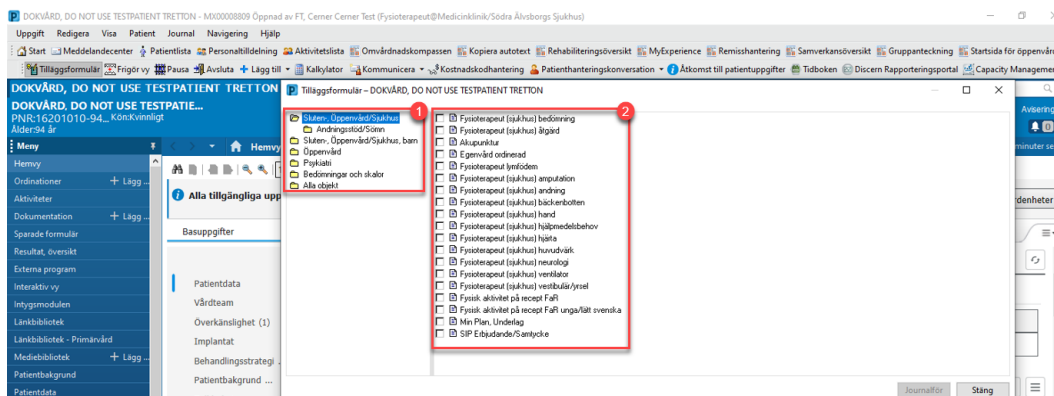 DOKVÅRD, DO NOT USE TESTPATIENT TRETTON - MX00008809 Öppnad av FT, Cerner Cerner Test (Fysioterapeut@Medicinklinik/Södra Älvsborgs Sjukhus)
Uppgift Redigera Visa Patient Journal Navigering Hjälp
Start Meddelandecenter Patientlista Personaltilldelning Aktivitetslista Omvårdnadskompassen Kopiera autotext Rehabiliteringsöversikt MyExperience Remisshantering Samverkansöversikt Gruppanteckning Startsida för öppenvår
Tilläggsformulär Frigör vy Pausa Avsluta + Lägg till Kalkylator Kommunicera Kostnadskodhantering Patienthanteringskonversation Åtkomst till patientuppgifter Tidboken Discern Rapporteringsportal Capacity Managemen
DOKVÅRD, DO NOT USE TESTPATIENT TRETTON
DOKVÅRD, DO NOT USE TESTPATIE...
PNR:16201010-94... Kön:Kvinnligt
Ålder:94 år
Avisering
0
minuter se
Meny
Hemvy
Hemvy
Ordinationer + Lägg ...
Aktiviteter
Dokumentation + Lägg ...
Sparade formulär
Resultat, översikt
Externa program
Interaktiv vy
Intygsmodulen
Länkbibliotek
Länkbibliotek - Primärvård
Mediebibliotek + Lägg ...
Patientbakgrund
Patientdata
Alla tillgängliga upp
rdenheter
Basuppgifter
Patientdata
Vårdteam
Överkänslighet (1)
Implantat
Behandlingsstrategi ...
Patientbakgrund ...
Tilläggsformulär – DOKVÅRD, DO NOT USE TESTPATIENT TRETTON
1
Sluten-, Öppenvård/Sjukhus
Andningsstöd/Sömn
Sluten-, Öppenvård/Sjukhus, barn
Öppenvård
Psykiatri
Bedömningar och skalor
Alla objekt
2
Fysioterapeut (sjukhus) bedömning
Fysioterapeut (sjukhus) åtgärd
Akupunktur
Egenvård ordinerad
Fysioterapeut lymfödem
Fysioterapeut (sjukhus) amputation
Fysioterapeut (sjukhus) andning
Fysioterapeut (sjukhus) bäckenbotten
Fysioterapeut (sjukhus) hand
Fysioterapeut (sjukhus) hjälpmedelsbehov
Fysioterapeut (sjukhus) hjärta
Fysioterapeut (sjukhus) huvudvärk
Fysioterapeut (sjukhus) neurologi
Fysioterapeut (sjukhus) ventilator
Fysioterapeut (sjukhus) vestibulär/yrsel
Fysisk aktivitet på recept FaR
Fysisk aktivitet på recept FaR unga/lätt svenska
Min Plan, Underlag
SIP Erbjudande/Samtycke
Journalför Stäng